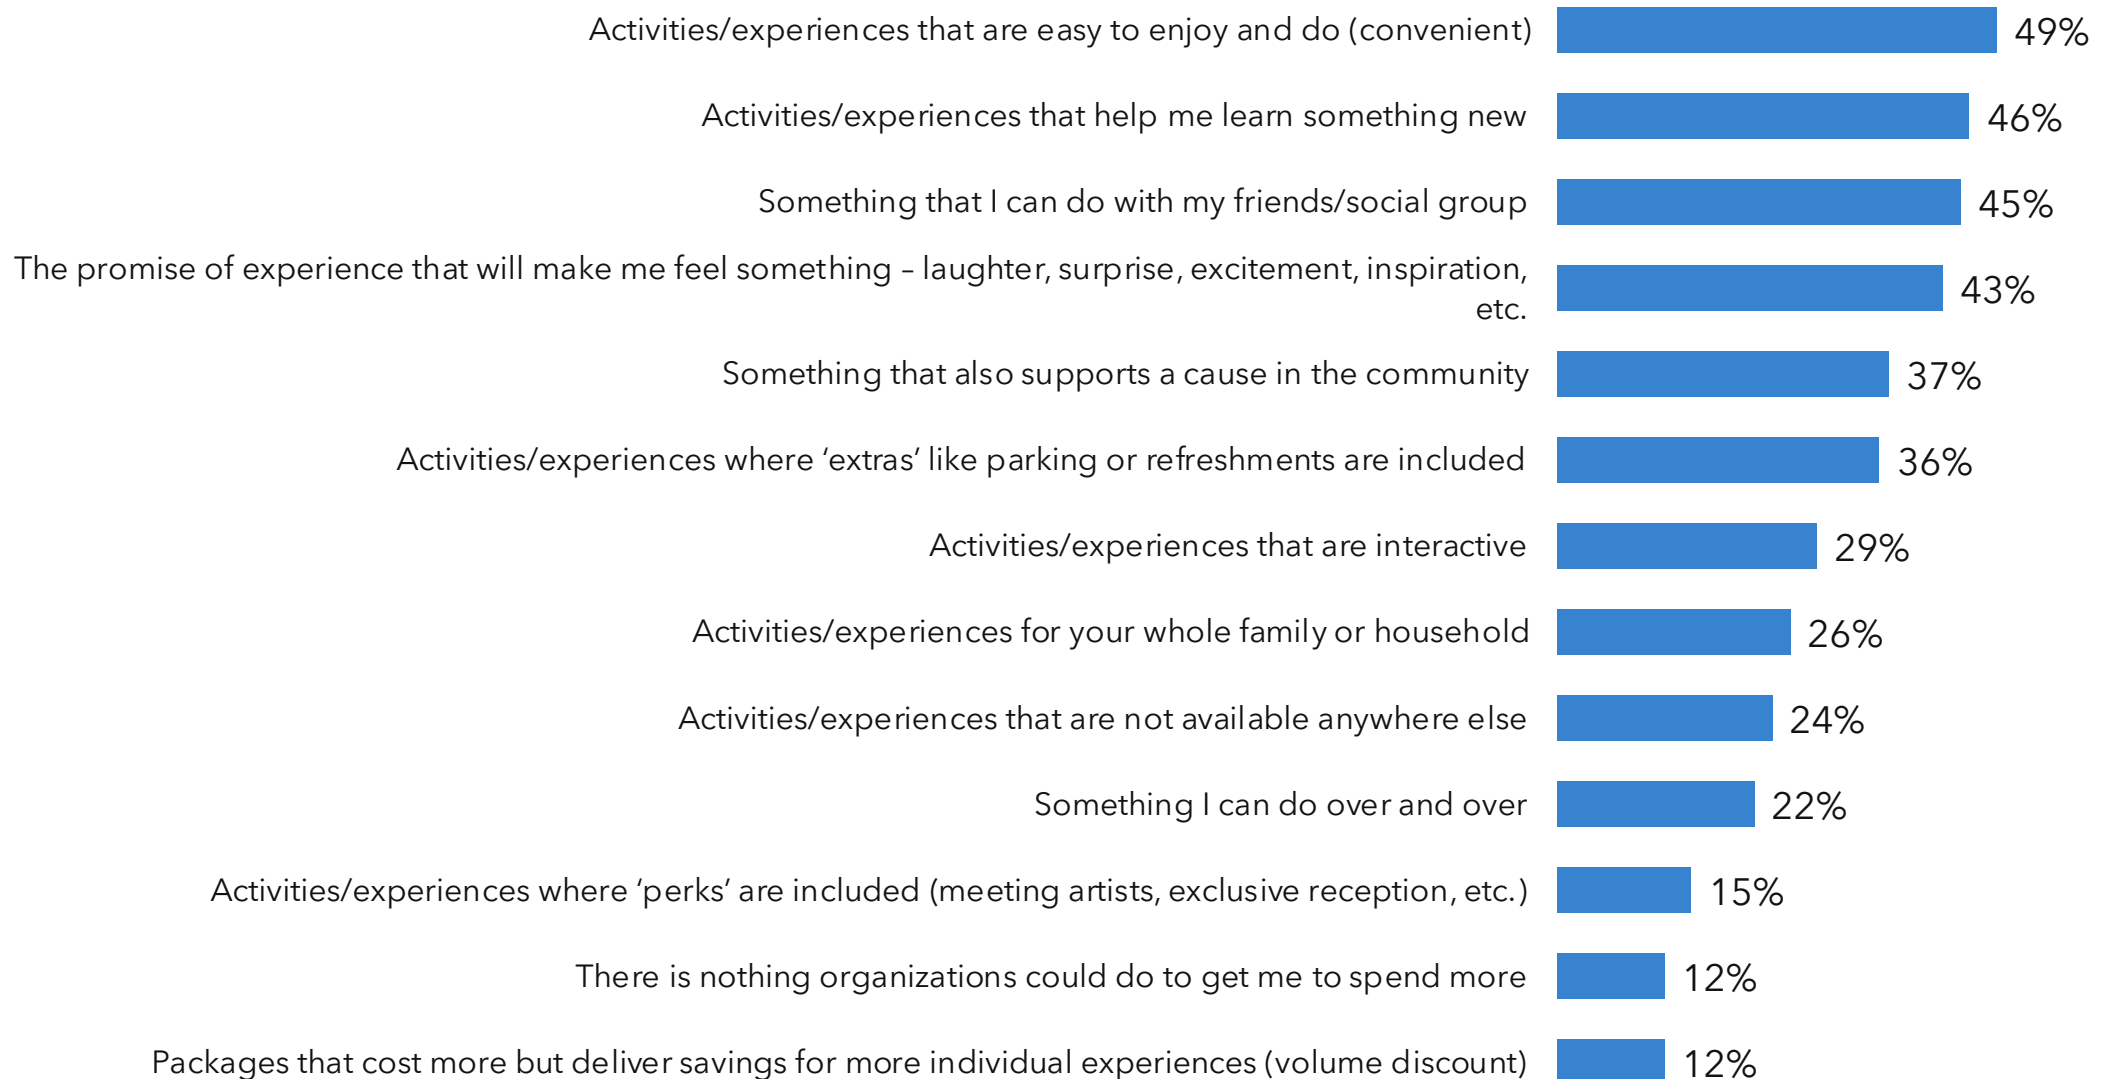 Activities/experiences that are easy to enjoy and do (convenient) 49%
Activities/experiences that help me learn something new 46%
Something that I can do with my friends/social group 45%
The promise of experience that will make me feel something – laughter, surprise, excitement, inspiration,
etc. 43%
Something that also supports a cause in the community 37%
Activities/experiences where ‘extras’ like parking or refreshments are included 36%
Activities/experiences that are interactive 29%
Activities/experiences for your whole family or household 26%
Activities/experiences that are not available anywhere else 24%
Something I can do over and over 22%
Activities/experiences where ‘perks’ are included (meeting artists, exclusive reception, etc.) 15%
There is nothing organizations could do to get me to spend more 12%
Packages that cost more but deliver savings for more individual experiences (volume discount) 12%